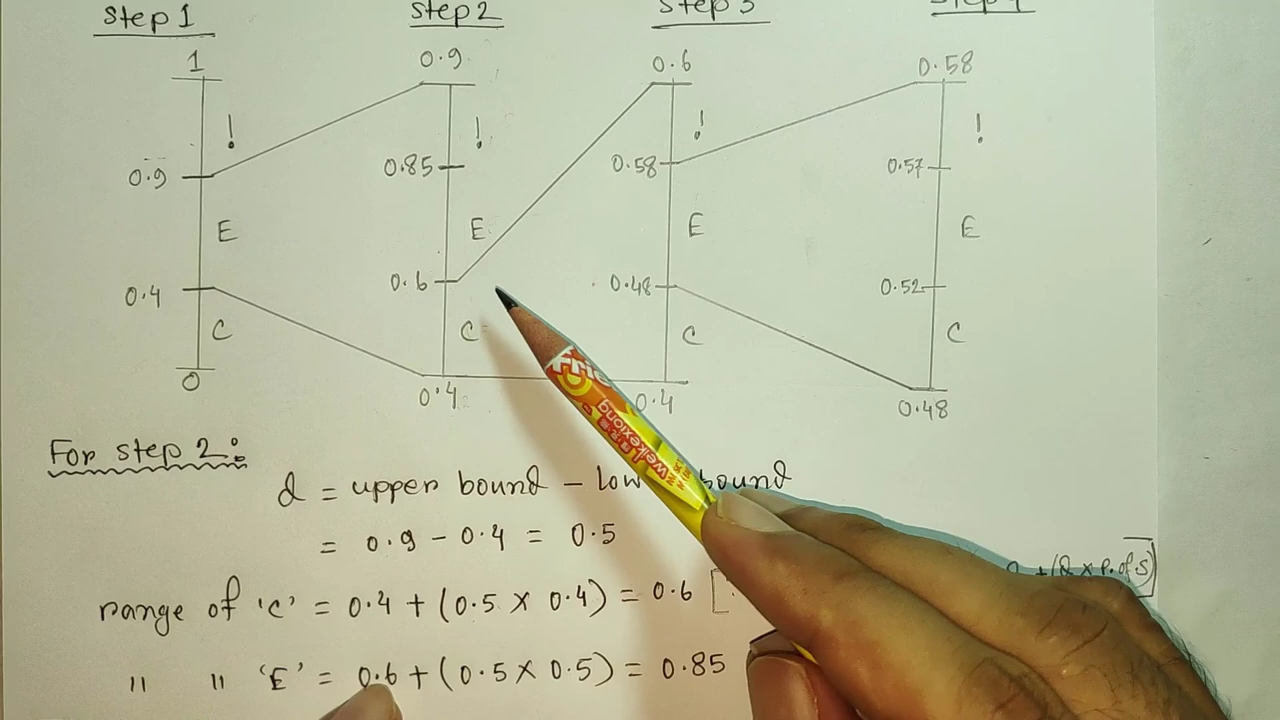 Step 1 Step 2 Step 3
1 0.9 0.6 0.58
! ! ! !
0.9 0.85 0.58 0.57
E E E E
0.4 0.6 0.48 0.52
C C C C
0 0.4 0.4 0.48
For step 2:
d = upper bound - bound
= 0.9 - 0.4 = 0.5
range of 'C' = 0.4 + (0.5 X 0.4) = 0.6 [
" " 'E' = 0.6 + (0.5 X 0.5) = 0.85
weikexiong